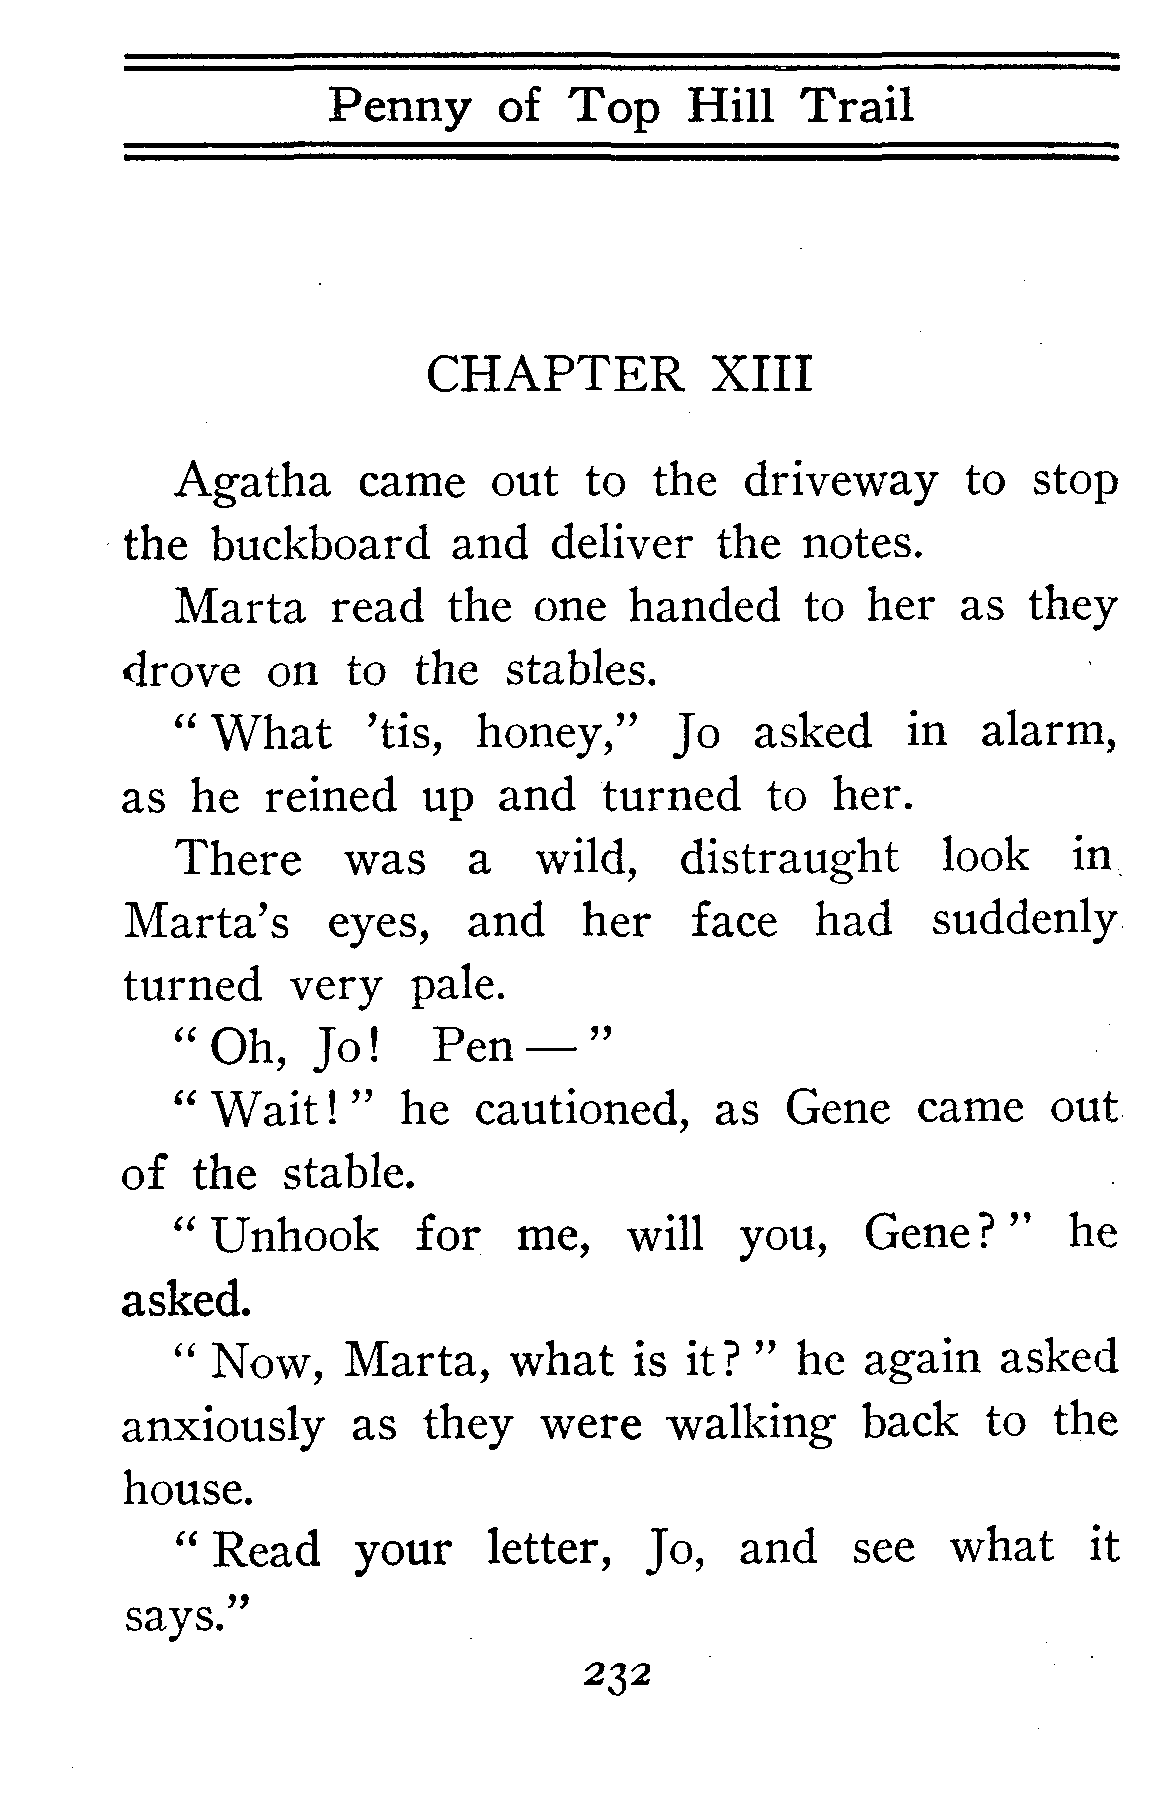 Penny of Top Hill Trail
CHAPTER XIII
Agatha came out to the driveway to stop
the buckboard and deliver the notes.
Marta read the one handed to her as they
drove on to the stables.
“ What ’tis, honey,” Jo asked in alarm,
as he reined up and turned to her.
There was a wild, distraught look in
Marta’s eyes, and her face had suddenly
turned very pale.
“ Oh, Jo! Pen — ”
“ Wait! ” he cautioned, as Gene came out
of the stable.
“ Unhook for me, will you, Gene? ” he
asked.
“ Now, Marta, what is it? ” he again asked
anxiously as they were walking back to the
house.
“ Read your letter, Jo, and see what it
says.”
232